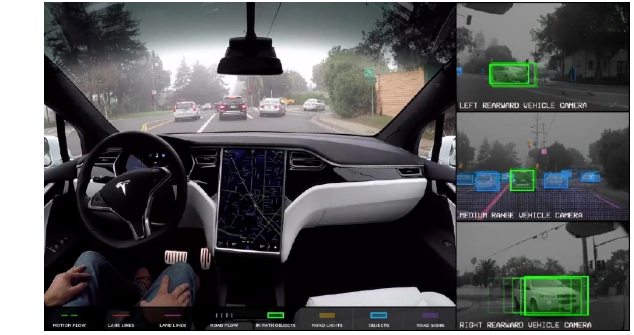 LEFT REARWARD VEHICLE CAMERA
MEDIUM RANGE VEHICLE CAMERA
RIGHT REARWARD VEHICLE CAMERA
MOTION FLOW
LANE LINES
LANE LINES
ROAD FLOW
IN-PATH OBJECTS
ROAD LIGHTS
OBJECTS
ROAD SIGNS